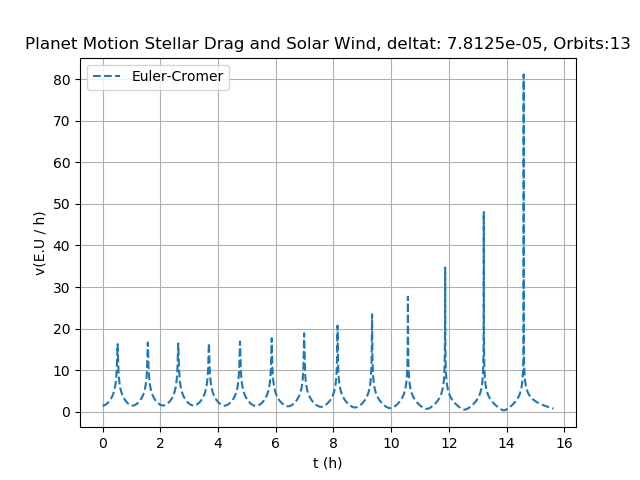 Planet Motion Stellar Drag and Solar Wind, deltat: 7.8125e-05, Orbits:13
Euler-Cromer
80
70
60
50
40
30
20
10
0
v(E.U / h)
0 2 4 6 8 10 12 14 16
t (h)